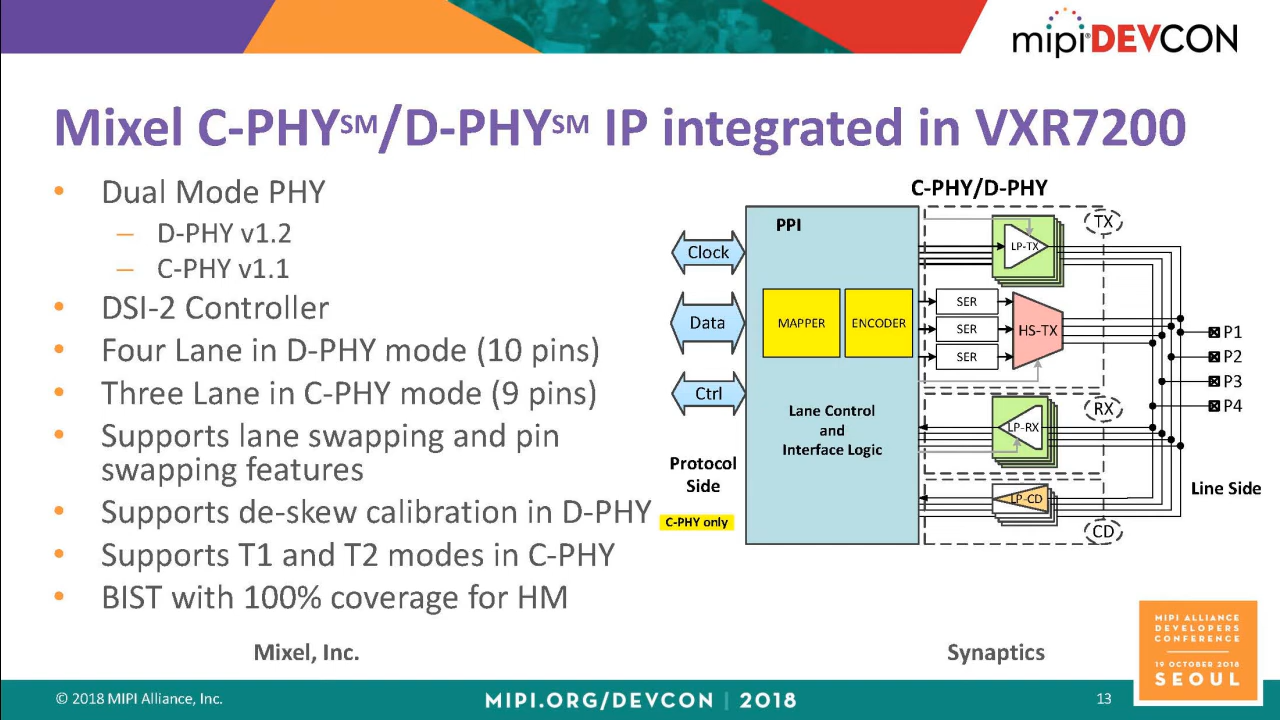 mipi® DEVCON
Mixel C-PHY℠/D-PHY℠ IP integrated in VXR7200
• Dual Mode PHY
– D-PHY v1.2
– C-PHY v1.1
• DSI-2 Controller
• Four Lane in D-PHY mode (10 pins)
• Three Lane in C-PHY mode (9 pins)
• Supports lane swapping and pin
swapping features
• Supports de-skew calibration in D-PHY
• Supports T1 and T2 modes in C-PHY
• BIST with 100% coverage for HM
C-PHY/D-PHY
PPI
TX
Clock
LP-TX
Data
MAPPER
ENCODER
SER
SER
SER
HS-TX
P1
P2
P3
P4
Ctrl
Lane Control
and
Interface Logic
RX
LP-RX
Protocol
Side
C-PHY only
LP-CD
CD
Line Side
Mixel, Inc.
Synaptics
MIPI ALLIANCE
DEVELOPERS
CONFERENCE
19 OCTOBER 2018
SEOUL
© 2018 MIPI Alliance, Inc.
MIPI.ORG/DEVCON | 2018
13